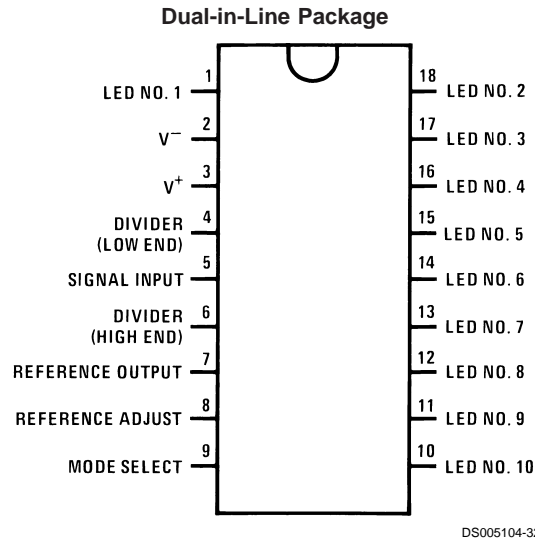 Dual-in-Line Package
1 18
LED NO. 1 LED NO. 2
2 17
V⁻ LED NO. 3
3 16
V⁺ LED NO. 4
4 15
DIVIDER
(LOW END) LED NO. 5
5 14
SIGNAL INPUT LED NO. 6
6 13
DIVIDER
(HIGH END) LED NO. 7
7 12
REFERENCE OUTPUT LED NO. 8
8 11
REFERENCE ADJUST LED NO. 9
9 10
MODE SELECT LED NO. 10